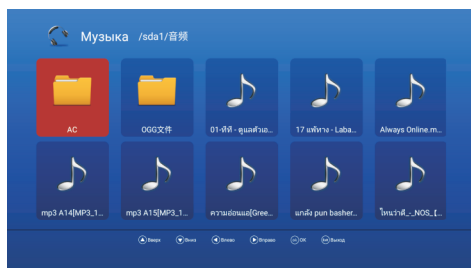 Музыка /sda1/音频
AC
OGG文件
01-ที่ที่ - ดูแลตัวเอ...
17 แพ้ทาง - Laba...
Always Online.m...
mp3 A14[MP3_1...
mp3 A15[MP3_1...
ความอ่อนแอ[Gree...
แกล้ง pun basher...
ไหนว่าดี_-_NOS_[...
Вверх Вниз Влево Вправо OK Выход